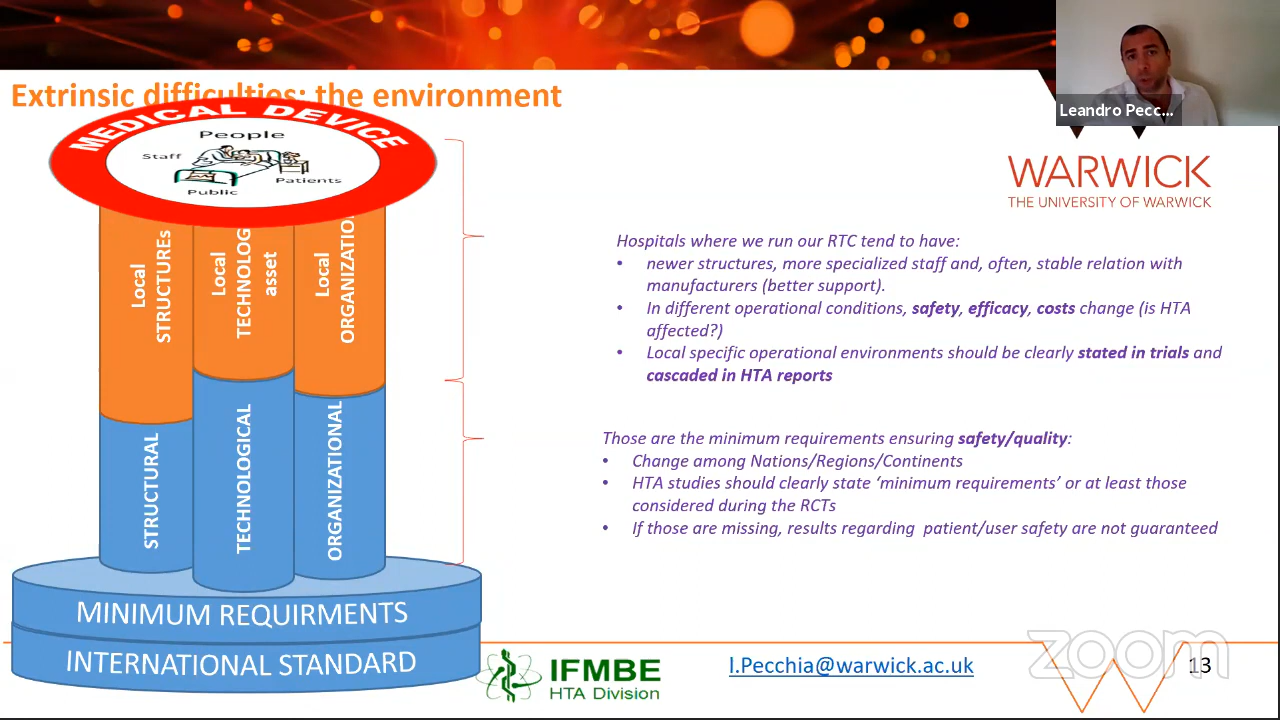 Extrinsic difficulties: the environment
Leandro Pecc...
MEDICAL DEVICE
People
Staff
Patients
Public
WARWICK
THE UNIVERSITY OF WARWICK
Local
STRUCTUREs
Local
TECHNOLOG
asset
Local
ORGANIZATIO
Hospitals where we run our RTC tend to have:
• newer structures, more specialized staff and, often, stable relation with
manufacturers (better support).
• In different operational conditions, safety, efficacy, costs change (is HTA
affected?)
• Local specific operational environments should be clearly stated in trials and
cascaded in HTA reports
STRUCTURAL
TECHNOLOGICAL
ORGANIZATIONAL
Those are the minimum requirements ensuring safety/quality:
• Change among Nations/Regions/Continents
• HTA studies should clearly state ‘minimum requirements’ or at least those
considered during the RCTs
• If those are missing, results regarding patient/user safety are not guaranteed
MINIMUM REQUIRMENTS
INTERNATIONAL STANDARD
IFMBE
HTA Division
l.Pecchia@warwick.ac.uk
zoom
13